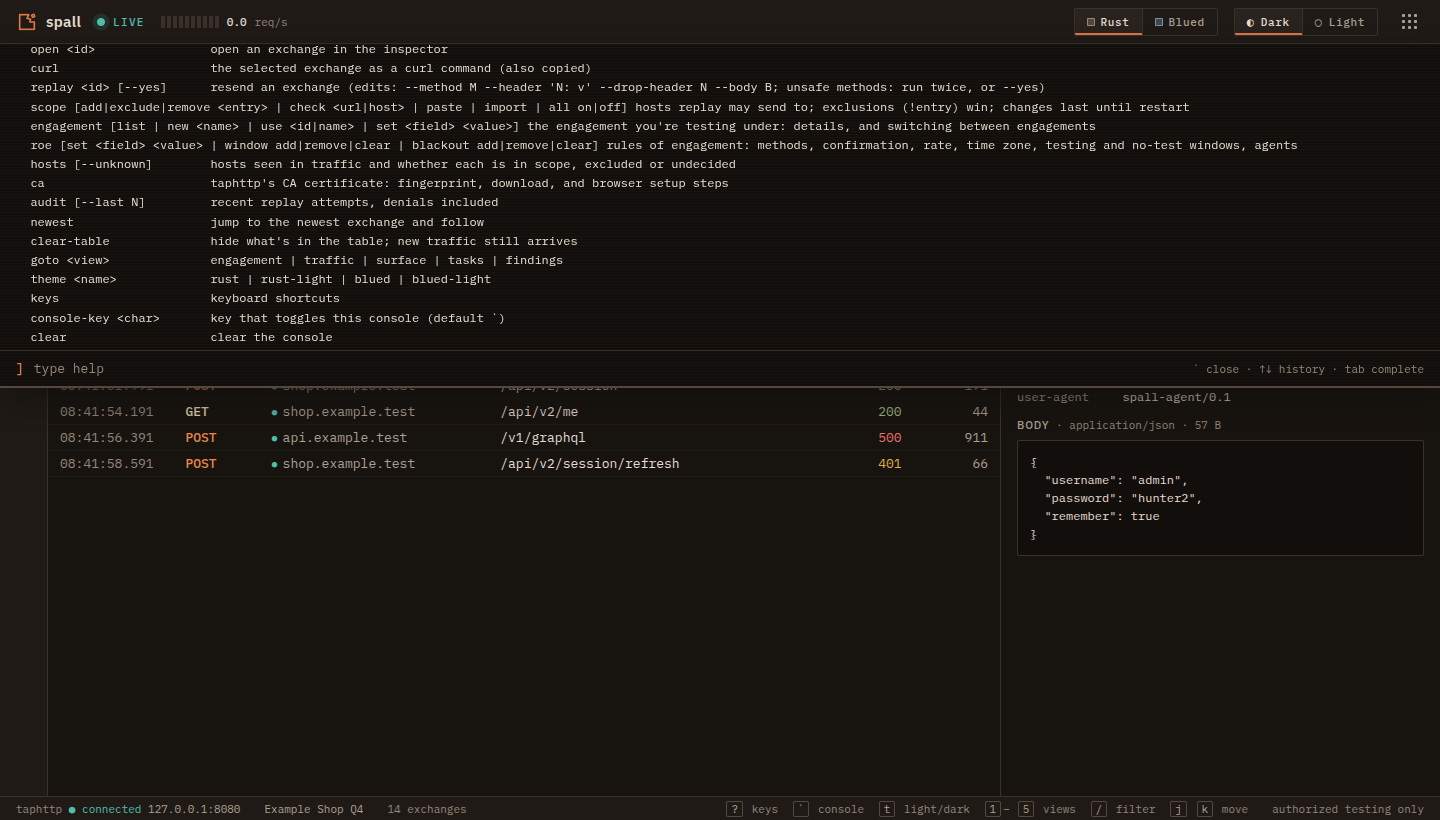 spall LIVE 0.0 req/s Rust Blued Dark Light
open <id> open an exchange in the inspector
curl the selected exchange as a curl command (also copied)
replay <id> [--yes] resend an exchange (edits: --method M --header 'N: v' --drop-header N --body B; unsafe methods: run twice, or --yes)
scope [add|exclude|remove <entry> | check <url|host> | paste | import | all on|off] hosts replay may send to; exclusions (!entry) win; changes last until restart
engagement [list | new <name> | use <id|name> | set <field> <value>] the engagement you're testing under: details, and switching between engagements
roe [set <field> <value> | window add|remove|clear | blackout add|remove|clear] rules of engagement: methods, confirmation, rate, time zone, testing and no-test windows, agents
hosts [--unknown] hosts seen in traffic and whether each is in scope, excluded or undecided
ca taphttp's CA certificate: fingerprint, download, and browser setup steps
audit [--last N] recent replay attempts, denials included
newest jump to the newest exchange and follow
clear-table hide what's in the table; new traffic still arrives
goto <view> engagement | traffic | surface | tasks | findings
theme <name> rust | rust-light | blued | blued-light
keys keyboard shortcuts
console-key <char> key that toggles this console (default `)
clear clear the console
] type help ` close · ↑↓ history · tab complete
user-agent spall-agent/0.1
08:41:54.191 GET shop.example.test /api/v2/me 200 44
08:41:56.391 POST api.example.test /v1/graphql 500 911
08:41:58.591 POST shop.example.test /api/v2/session/refresh 401 66
BODY · application/json · 57 B
{
"username": "admin",
"password": "hunter2",
"remember": true
}
taphttp connected 127.0.0.1:8080 Example Shop Q4 14 exchanges ? keys ` console t light/dark 1 – 5 views / filter j k move authorized testing only